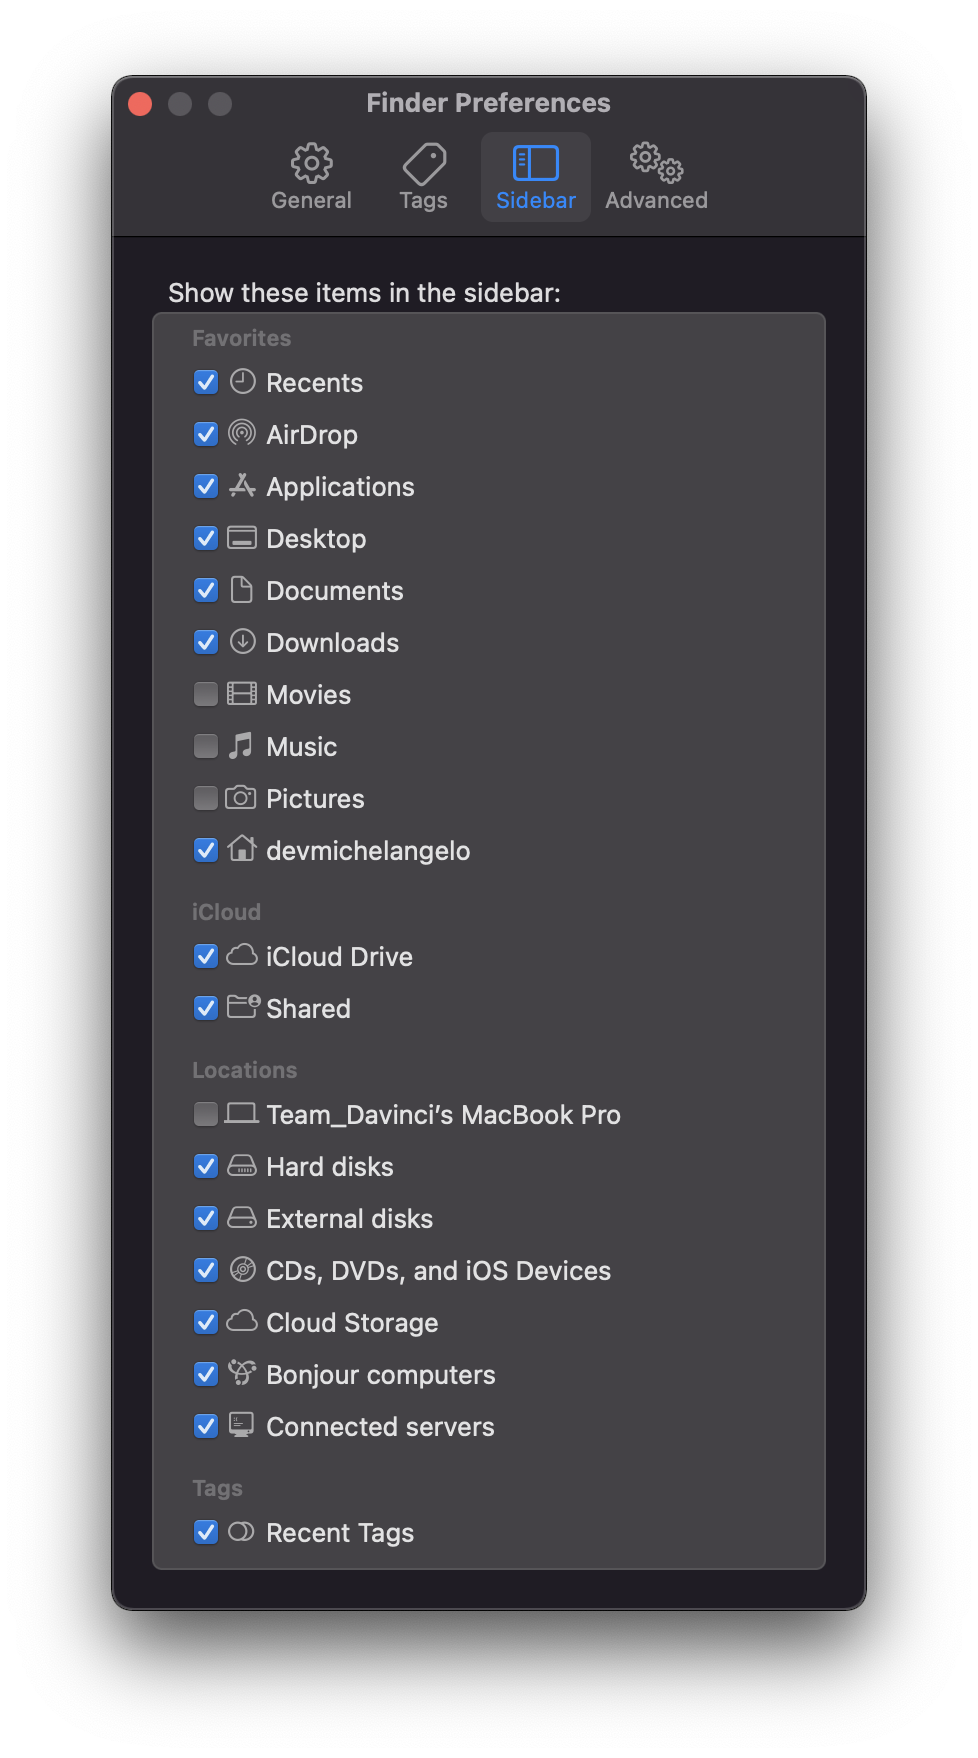 Finder Preferences
General
Tags
Sidebar
Advanced
Show these items in the sidebar:
Favorites
Recents
AirDrop
Applications
Desktop
Documents
Downloads
Movies
Music
Pictures
devmichelangelo
iCloud
iCloud Drive
Shared
Locations
Team_Davinci’s MacBook Pro
Hard disks
External disks
CDs, DVDs, and iOS Devices
Cloud Storage
Bonjour computers
Connected servers
Tags
Recent Tags